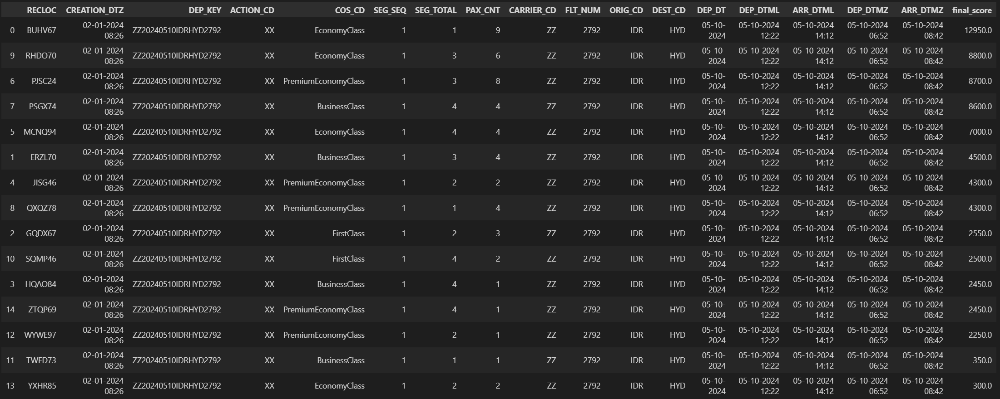 RECLOC CREATION_DTZ DEP_KEY ACTION_CD COS_CD SEG_SEQ SEG_TOTAL PAX_CNT CARRIER_CD FLT_NUM ORIG_CD DEST_CD DEP_DT DEP_DTML ARR_DTML DEP_DTMZ ARR_DTMZ final_score
0 BUHV67 02-01-2024 08:26 ZZ20240510IDRHYD2792 XX EconomyClass 1 1 9 ZZ 2792 IDR HYD 05-10-2024 05-10-2024 12:22 05-10-2024 14:12 05-10-2024 06:52 05-10-2024 08:42 12950.0
9 RHDO70 02-01-2024 08:26 ZZ20240510IDRHYD2792 XX EconomyClass 1 3 6 ZZ 2792 IDR HYD 05-10-2024 05-10-2024 12:22 05-10-2024 14:12 05-10-2024 06:52 05-10-2024 08:42 8800.0
6 PJSC24 02-01-2024 08:26 ZZ20240510IDRHYD2792 XX PremiumEconomyClass 1 3 8 ZZ 2792 IDR HYD 05-10-2024 05-10-2024 12:22 05-10-2024 14:12 05-10-2024 06:52 05-10-2024 08:42 8700.0
7 PSGX74 02-01-2024 08:26 ZZ20240510IDRHYD2792 XX BusinessClass 1 4 4 ZZ 2792 IDR HYD 05-10-2024 05-10-2024 12:22 05-10-2024 14:12 05-10-2024 06:52 05-10-2024 08:42 8600.0
5 MCNQ94 02-01-2024 08:26 ZZ20240510IDRHYD2792 XX EconomyClass 1 4 4 ZZ 2792 IDR HYD 05-10-2024 05-10-2024 12:22 05-10-2024 14:12 05-10-2024 06:52 05-10-2024 08:42 7000.0
1 ERZL70 02-01-2024 08:26 ZZ20240510IDRHYD2792 XX BusinessClass 1 3 4 ZZ 2792 IDR HYD 05-10-2024 05-10-2024 12:22 05-10-2024 14:12 05-10-2024 06:52 05-10-2024 08:42 4500.0
4 JISG46 02-01-2024 08:26 ZZ20240510IDRHYD2792 XX PremiumEconomyClass 1 2 2 ZZ 2792 IDR HYD 05-10-2024 05-10-2024 12:22 05-10-2024 14:12 05-10-2024 06:52 05-10-2024 08:42 4300.0
8 QXQZ78 02-01-2024 08:26 ZZ20240510IDRHYD2792 XX PremiumEconomyClass 1 1 4 ZZ 2792 IDR HYD 05-10-2024 05-10-2024 12:22 05-10-2024 14:12 05-10-2024 06:52 05-10-2024 08:42 4300.0
2 GQDX67 02-01-2024 08:26 ZZ20240510IDRHYD2792 XX FirstClass 1 2 3 ZZ 2792 IDR HYD 05-10-2024 05-10-2024 12:22 05-10-2024 14:12 05-10-2024 06:52 05-10-2024 08:42 2550.0
10 SQMP46 02-01-2024 08:26 ZZ20240510IDRHYD2792 XX FirstClass 1 4 2 ZZ 2792 IDR HYD 05-10-2024 05-10-2024 12:22 05-10-2024 14:12 05-10-2024 06:52 05-10-2024 08:42 2500.0
3 HQAO84 02-01-2024 08:26 ZZ20240510IDRHYD2792 XX BusinessClass 1 4 1 ZZ 2792 IDR HYD 05-10-2024 05-10-2024 12:22 05-10-2024 14:12 05-10-2024 06:52 05-10-2024 08:42 2450.0
14 ZTQP69 02-01-2024 08:26 ZZ20240510IDRHYD2792 XX PremiumEconomyClass 1 4 1 ZZ 2792 IDR HYD 05-10-2024 05-10-2024 12:22 05-10-2024 14:12 05-10-2024 06:52 05-10-2024 08:42 2450.0
12 WYWE97 02-01-2024 08:26 ZZ20240510IDRHYD2792 XX PremiumEconomyClass 1 2 1 ZZ 2792 IDR HYD 05-10-2024 05-10-2024 12:22 05-10-2024 14:12 05-10-2024 06:52 05-10-2024 08:42 2250.0
11 TWFD73 02-01-2024 08:26 ZZ20240510IDRHYD2792 XX BusinessClass 1 1 1 ZZ 2792 IDR HYD 05-10-2024 05-10-2024 12:22 05-10-2024 14:12 05-10-2024 06:52 05-10-2024 08:42 350.0
13 YXHR85 02-01-2024 08:26 ZZ20240510IDRHYD2792 XX EconomyClass 1 2 2 ZZ 2792 IDR HYD 05-10-2024 05-10-2024 12:22 05-10-2024 14:12 05-10-2024 06:52 05-10-2024 08:42 300.0